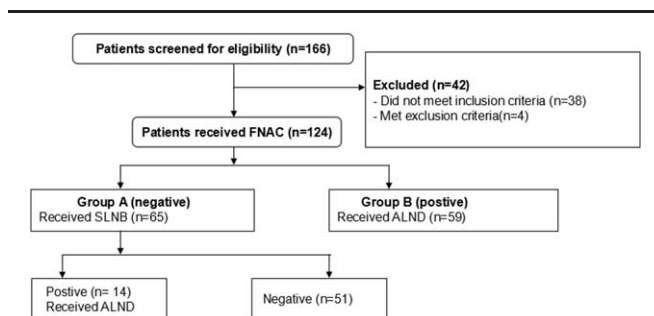 Patients screened for eligibility (n=166)
Excluded (n=42)
- Did not meet inclusion criteria (n=38)
- Met exclusion criteria(n=4)
Patients received FNAC (n=124)
Group A (negative)
Received SLNB (n=65)
Group B (postive)
Received ALND (n=59)
Postive (n= 14)
Received ALND
Negative (n=51)